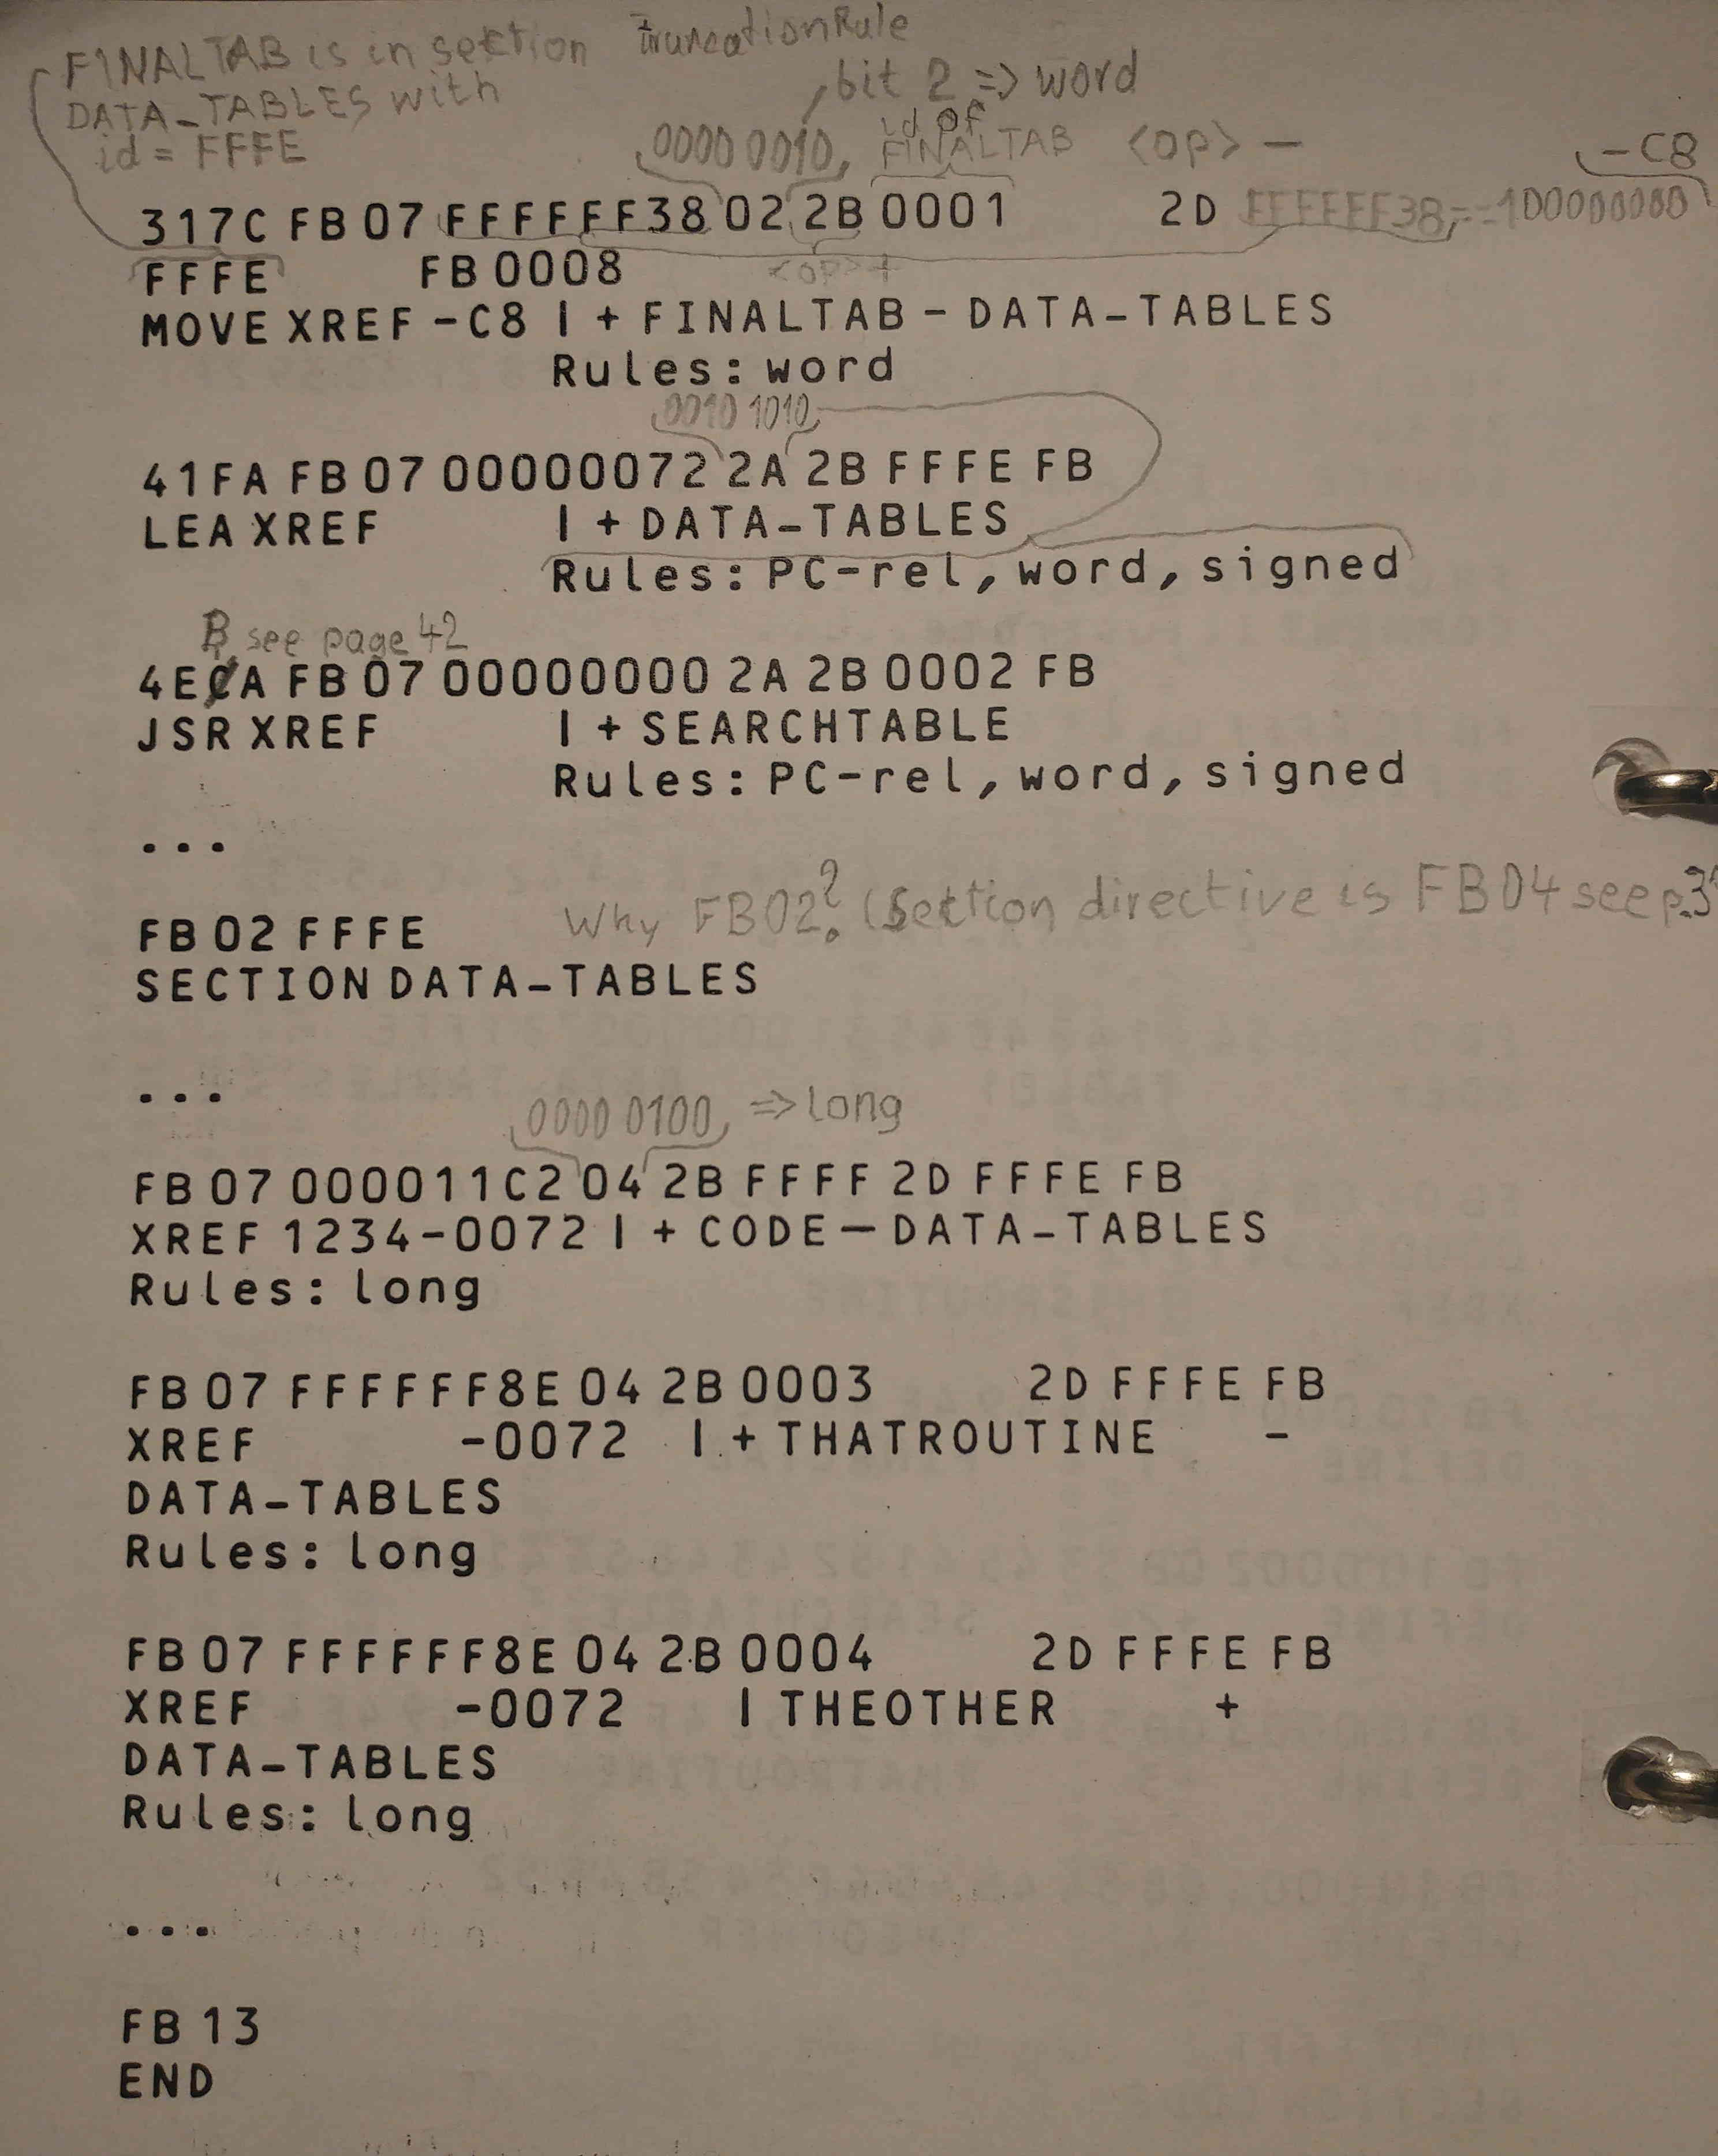 FINALTAB is in section TruncationRule
DATA-TABLES with bit 2 => word
id = FFFE 0000 0010 id of FINALTAB <op> - -C8
317C FB 07 FFFFFF38 02 2B 0001 2D FFFFFF38 == 100000000
FFFE FB 0008 <op> +
MOVE XREF -C8 | + FINALTAB - DATA-TABLES
Rules: word
0010 1010
41FA FB 07 00000072 2A 2B FFFE FB
LEA XREF | + DATA-TABLES
Rules: PC-rel, word, signed
B see page 42
4ECA FB 07 00000000 2A 2B 0002 FB
JSR XREF | + SEARCHTABLE
Rules: PC-rel, word, signed
...
FB 02 FFFE Why FB02? (Section directive is FB04 see p.3
SECTION DATA-TABLES
...
0000 0100 => long
FB 07 000011C2 04 2B FFFF 2D FFFE FB
XREF 1234-0072 | + CODE - DATA-TABLES
Rules: long
FB 07 FFFFFF8E 04 2B 0003 2D FFFE FB
XREF -0072 | + THATROUTINE -
DATA-TABLES
Rules: long
FB 07 FFFFFF8E 04 2B 0004 2D FFFE FB
XREF -0072 | THEOTHER +
DATA-TABLES
Rules: long
...
FB 13
END